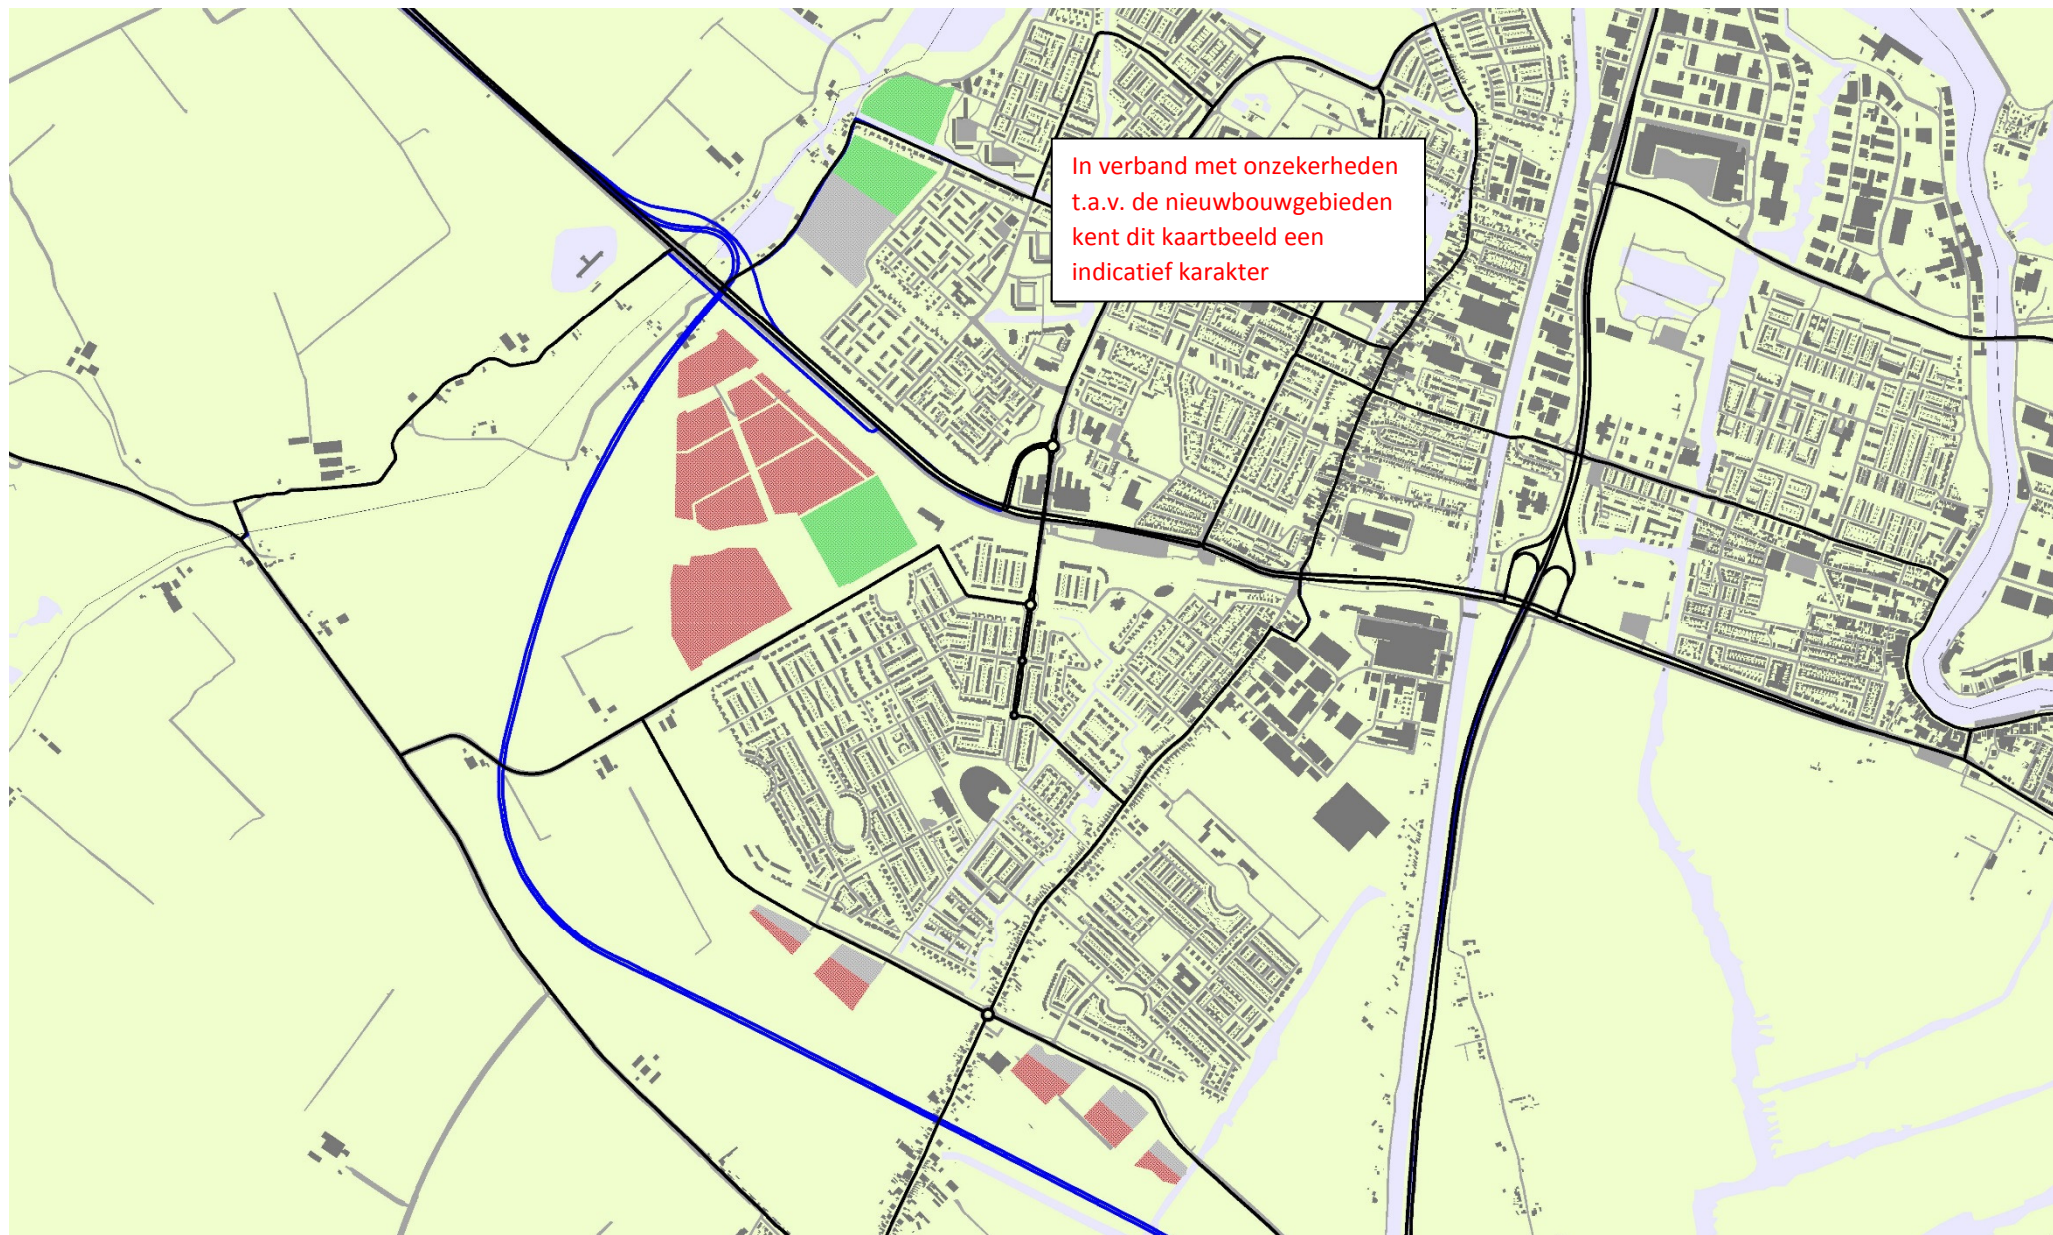 In verband met onzekerheden
t.a.v. de nieuwbouwgebieden
kent dit kaartbeeld een
indicatief karakter